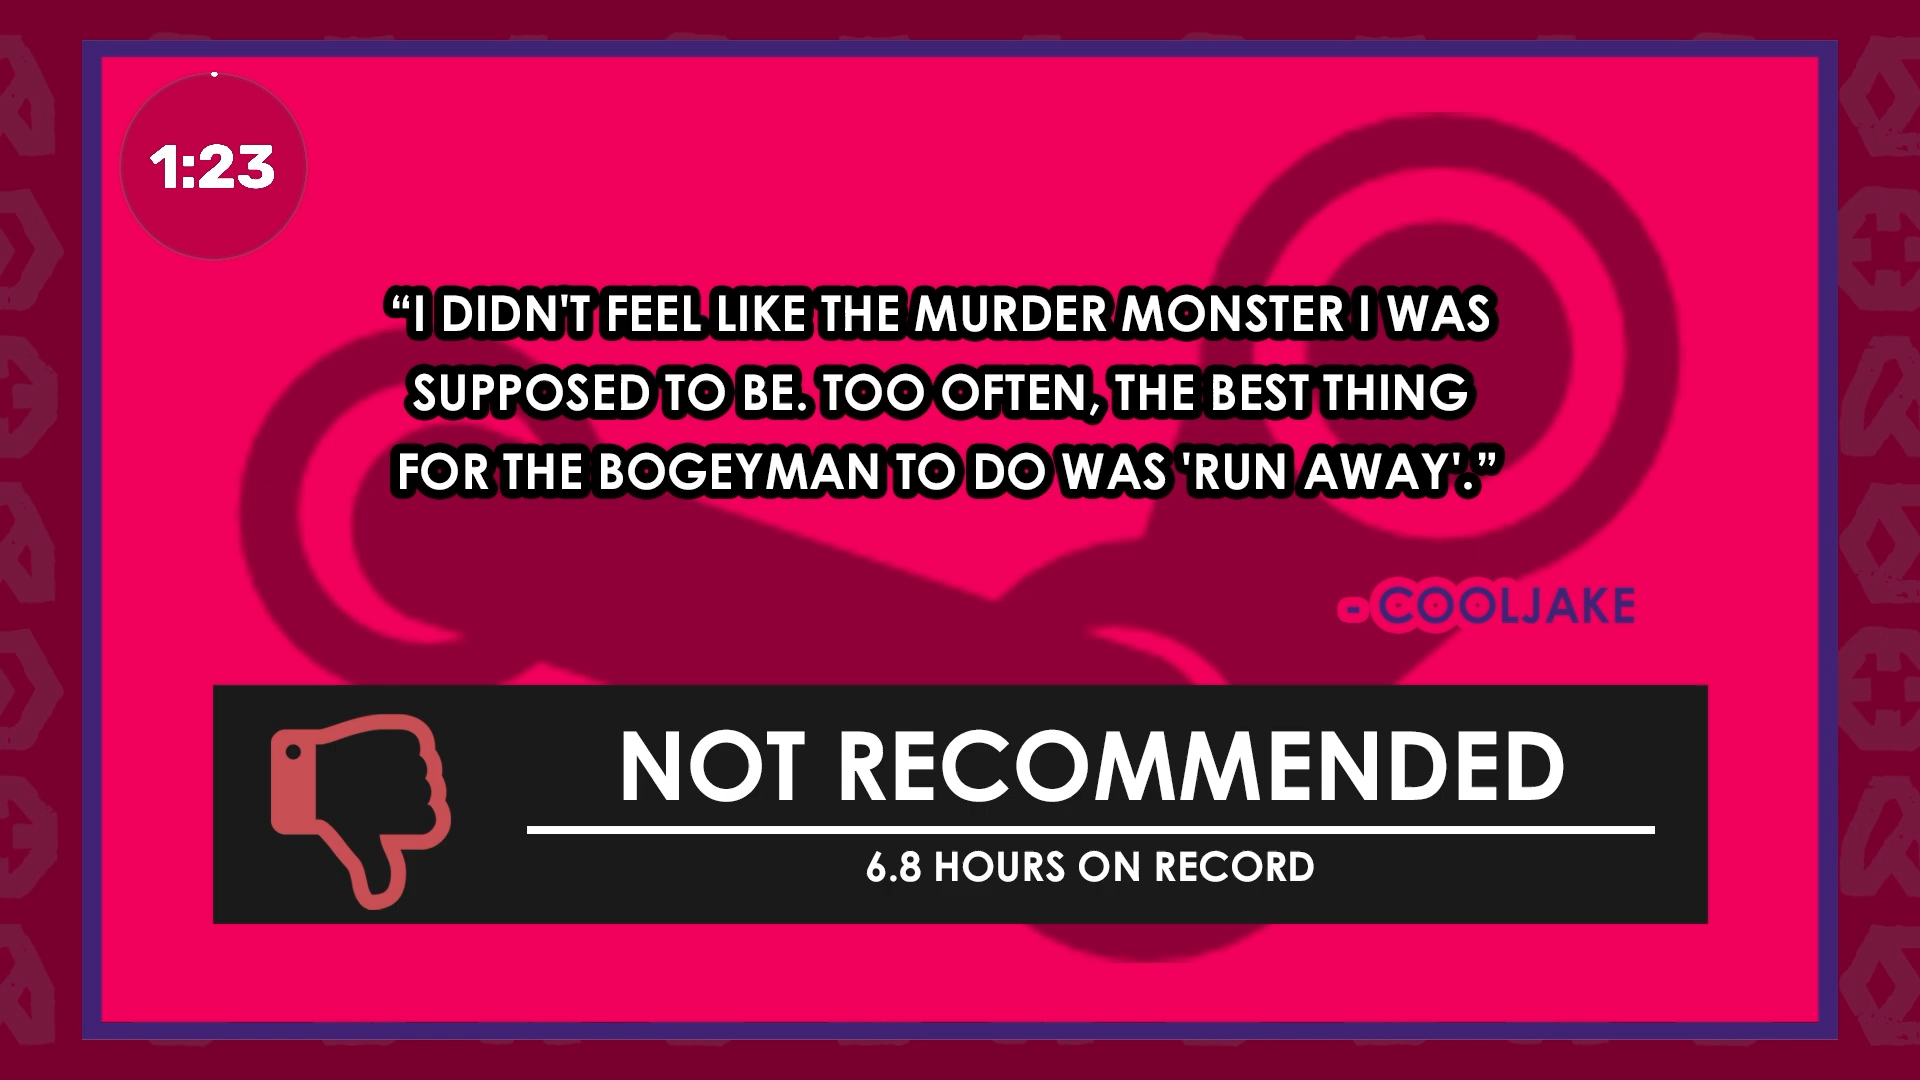 1:23
“I DIDN'T FEEL LIKE THE MURDER MONSTER I WAS
SUPPOSED TO BE. TOO OFTEN, THE BEST THING
FOR THE BOGEYMAN TO DO WAS 'RUN AWAY'.”
- COOLJAKE
NOT RECOMMENDED
6.8 HOURS ON RECORD